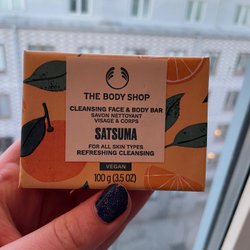 THE BODY SHOP
CLEANSING FACE & BODY BAR
SAVON NETTOYANT
VISAGE & CORPS
SATSUMA
FOR ALL SKIN TYPES
REFRESHING CLEANSING
VEGAN
100 g (3.5 OZ)